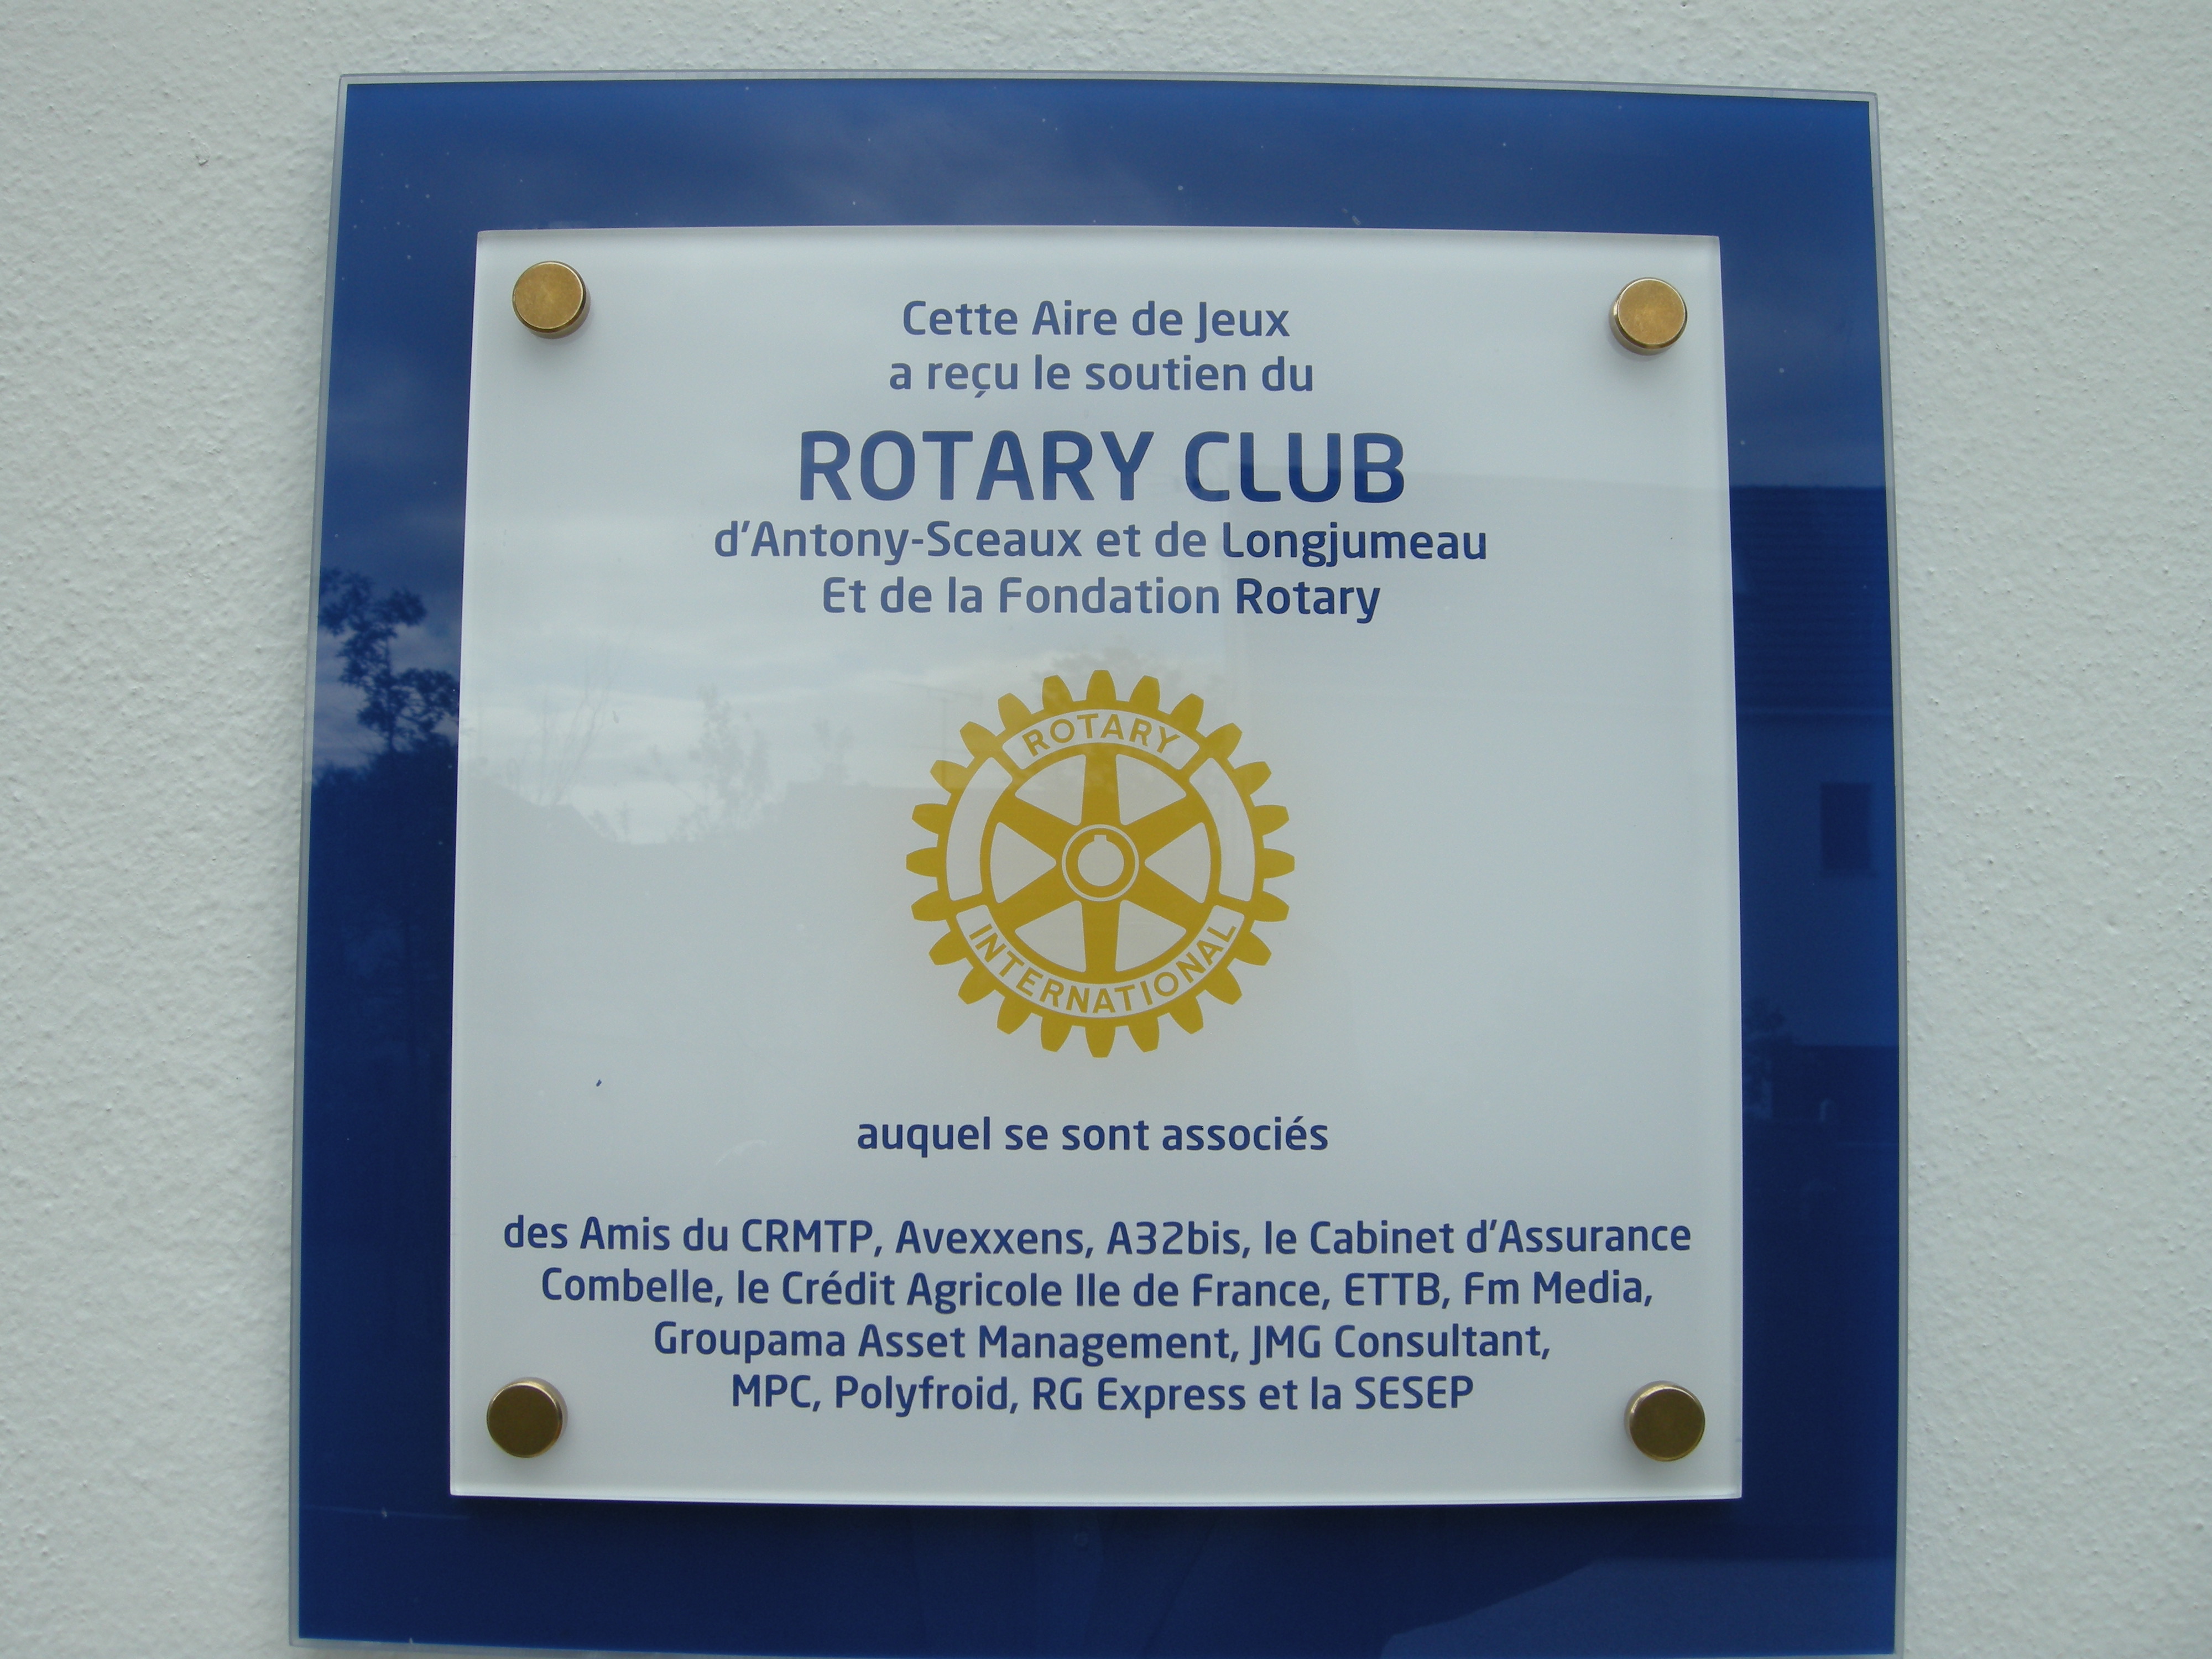 Cette Aire de Jeux
a reçu le soutien du
ROTARY CLUB
d'Antony-Sceaux et de Longjumeau
Et de la Fondation Rotary
ROTARY
INTERNATIONAL
auquel se sont associés
des Amis du CRMTP, Avexxens, A32bis, le Cabinet d'Assurance
Combelle, le Crédit Agricole Ile de France, ETTB, Fm Media,
Groupama Asset Management, JMG Consultant,
MPC, Polyfroid, RG Express et la SESEP